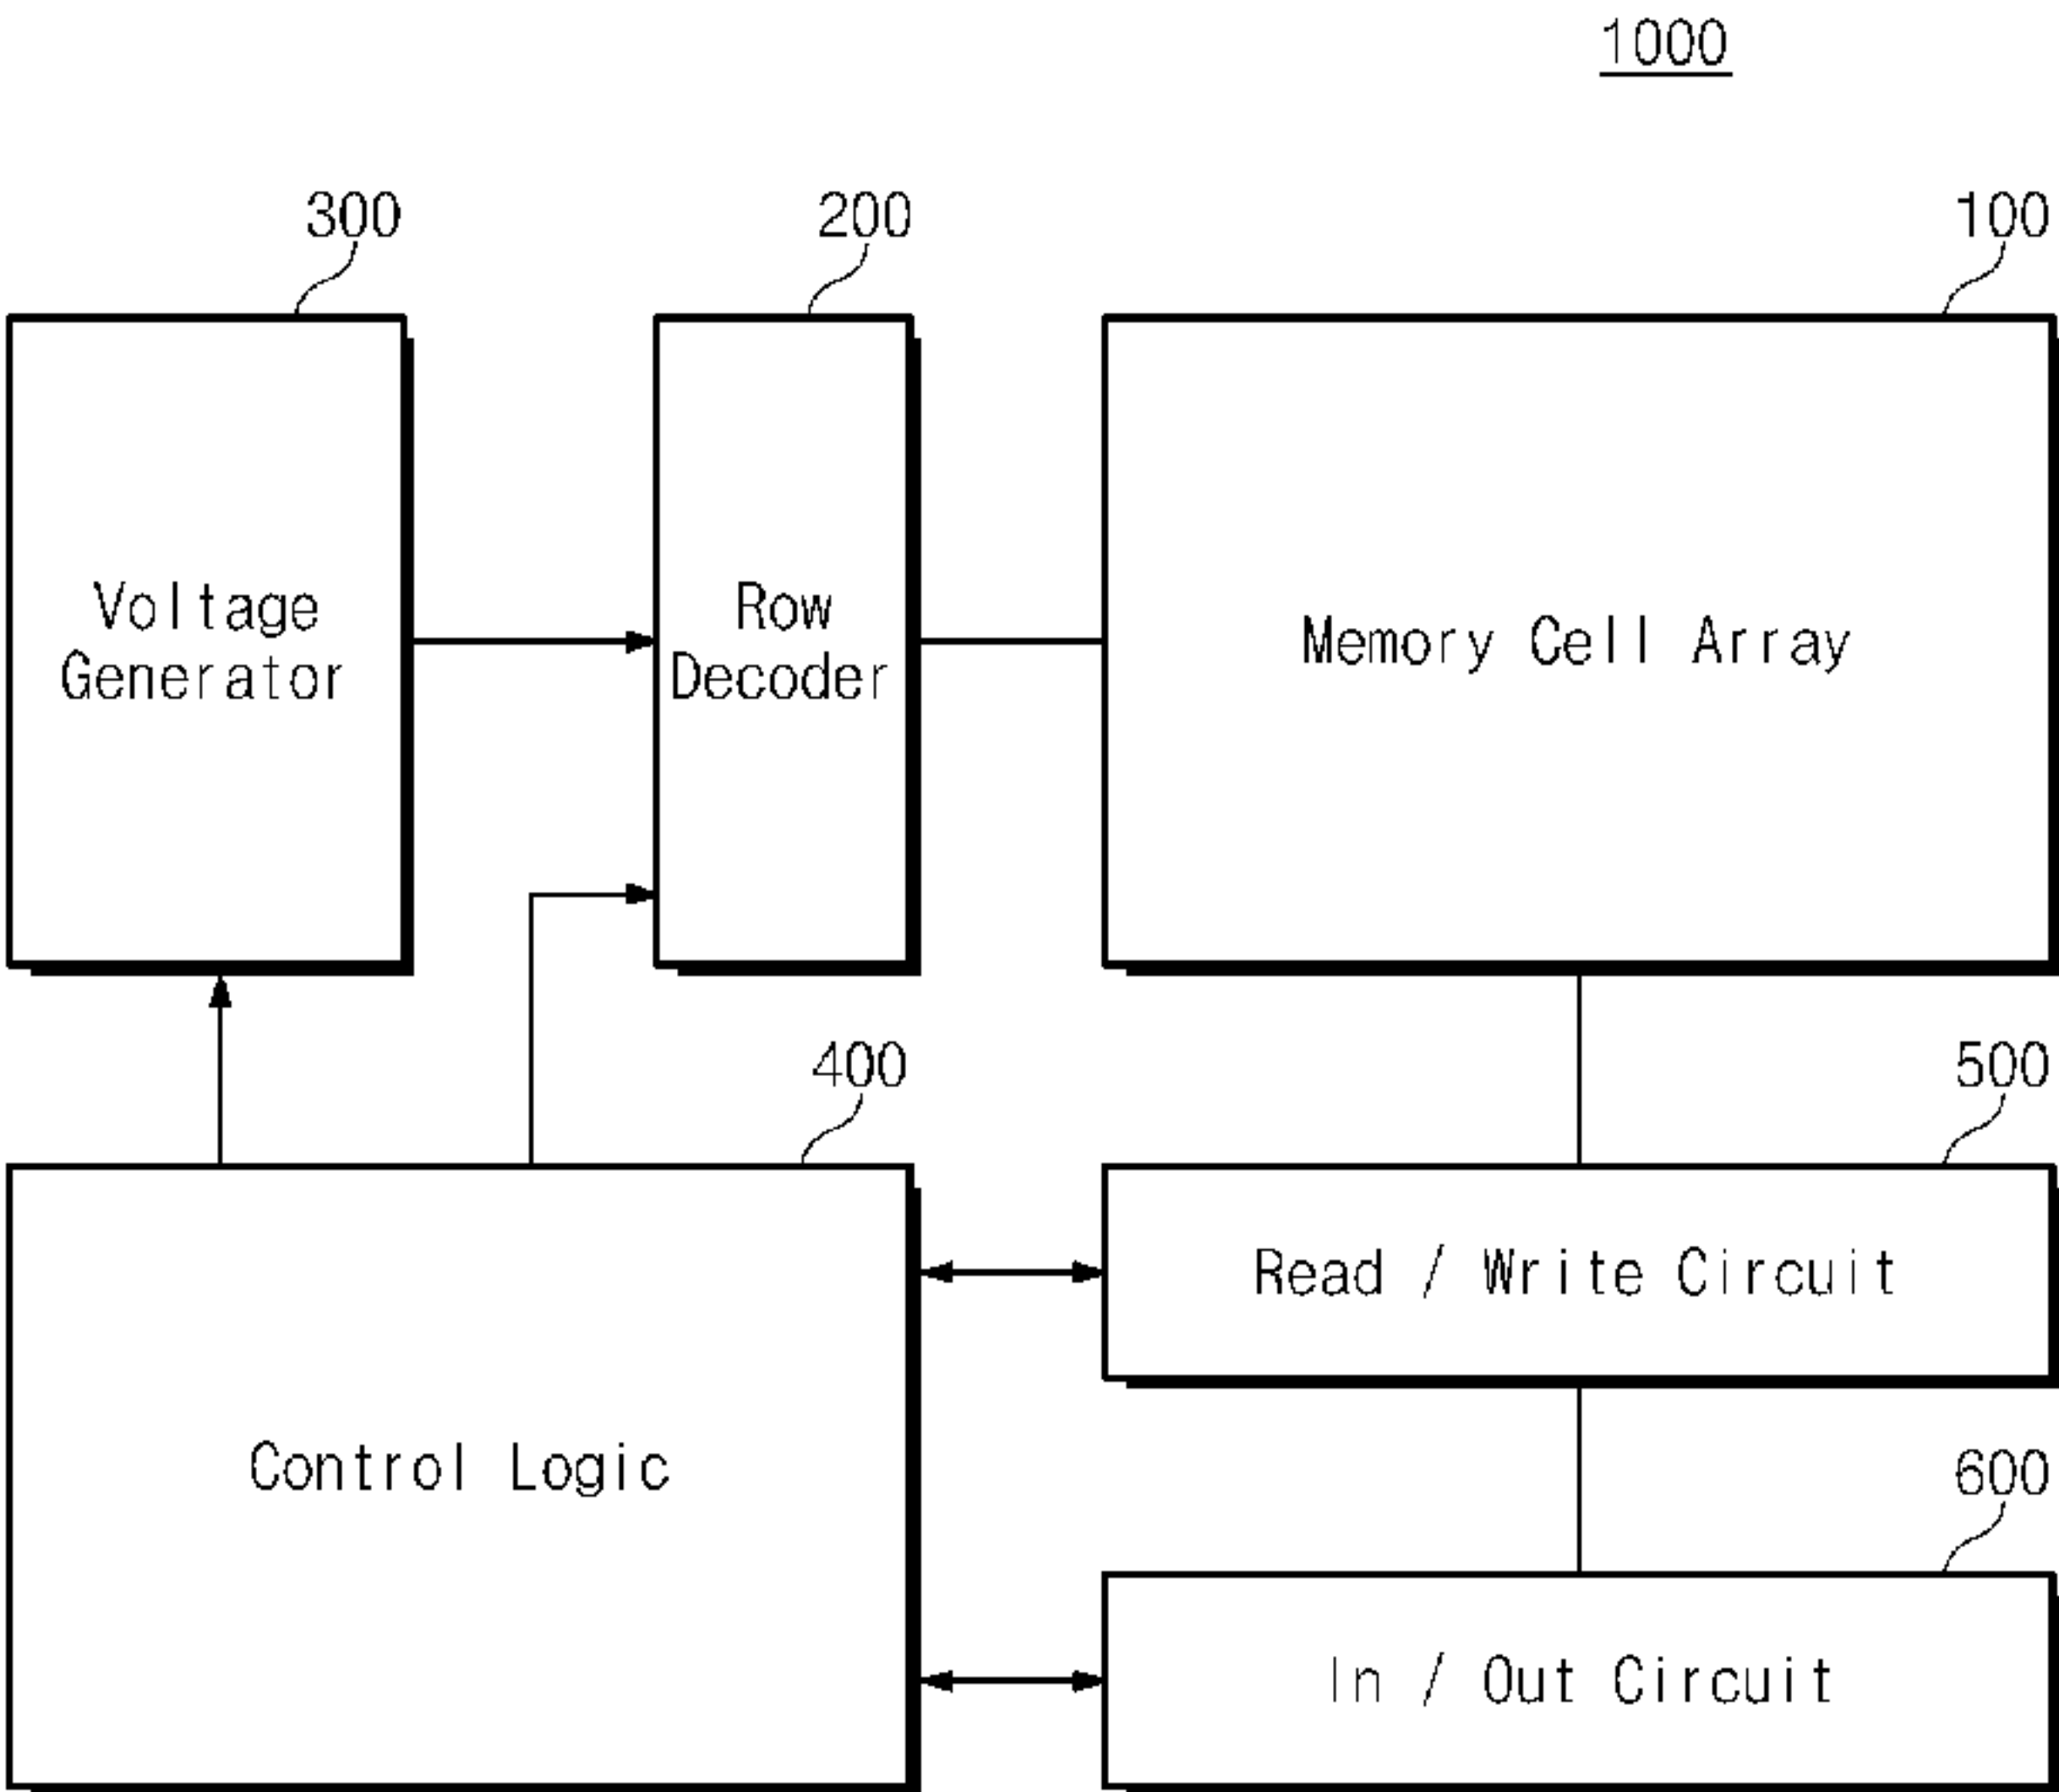 1000
300
200
100
Voltage
Generator
Row
Decoder
Memory Cell Array
400
500
Read / Write Circuit
Control Logic
600
In / Out Circuit